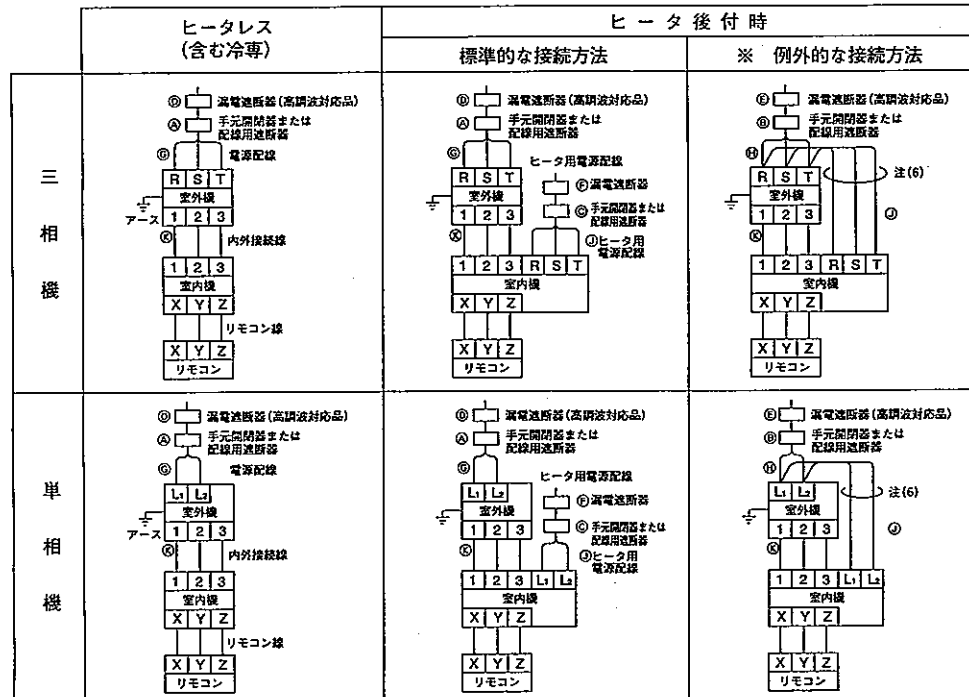 ヒータレス
(含む冷専)
ヒータ後付時
標準的な接続方法
※ 例外的な接続方法
三相機
Ⓓ 漏電遮断器(高調波対応品)
Ⓐ 手元開閉器または
配線用遮断器
Ⓖ 電源配線
R S T
室外機
アース 1 2 3
Ⓚ 内外接続線
1 2 3
室内機
X Y Z
リモコン線
X Y Z
リモコン
Ⓓ 漏電遮断器(高調波対応品)
Ⓐ 手元開閉器または
配線用遮断器
Ⓖ ヒータ用電源配線
R S T
Ⓕ漏電遮断器
室外機
1 2 3
Ⓒ 手元開閉器または
配線用遮断器
Ⓧ Ⓙヒータ用
電源配線
1 2 3 R S T
室内機
X Y Z
X Y Z
リモコン
Ⓔ 漏電遮断器(高調波対応品)
Ⓑ 手元開閉器または
配線用遮断器
Ⓗ
R S T 注(6)
室外機
1 2 3 Ⓙ
Ⓚ
1 2 3 R S T
室内機
X Y Z
X Y Z
リモコン
単相機
Ⓓ 漏電遮断器(高調波対応品)
Ⓐ 手元開閉器または
配線用遮断器
Ⓖ 電源配線
L₁ L₂
室外機
アース 1 2 3
Ⓚ 内外接続線
1 2 3
室内機
X Y Z
リモコン線
X Y Z
リモコン
Ⓓ 漏電遮断器(高調波対応品)
Ⓐ 手元開閉器または
配線用遮断器
Ⓖ ヒータ用電源配線
L₁ L₂
Ⓕ漏電遮断器
室外機
1 2 3
Ⓒ 手元開閉器または
配線用遮断器
Ⓚ Ⓙヒータ用
電源配線
1 2 3 L₁ L₂
室内機
X Y Z
X Y Z
リモコン
Ⓔ 漏電遮断器(高調波対応品)
Ⓑ 手元開閉器または
配線用遮断器
Ⓗ
L₁ L₂ 注(6)
室外機
1 2 3 Ⓙ
Ⓚ
1 2 3 L₁ L₂
室内機
X Y Z
X Y Z
リモコン